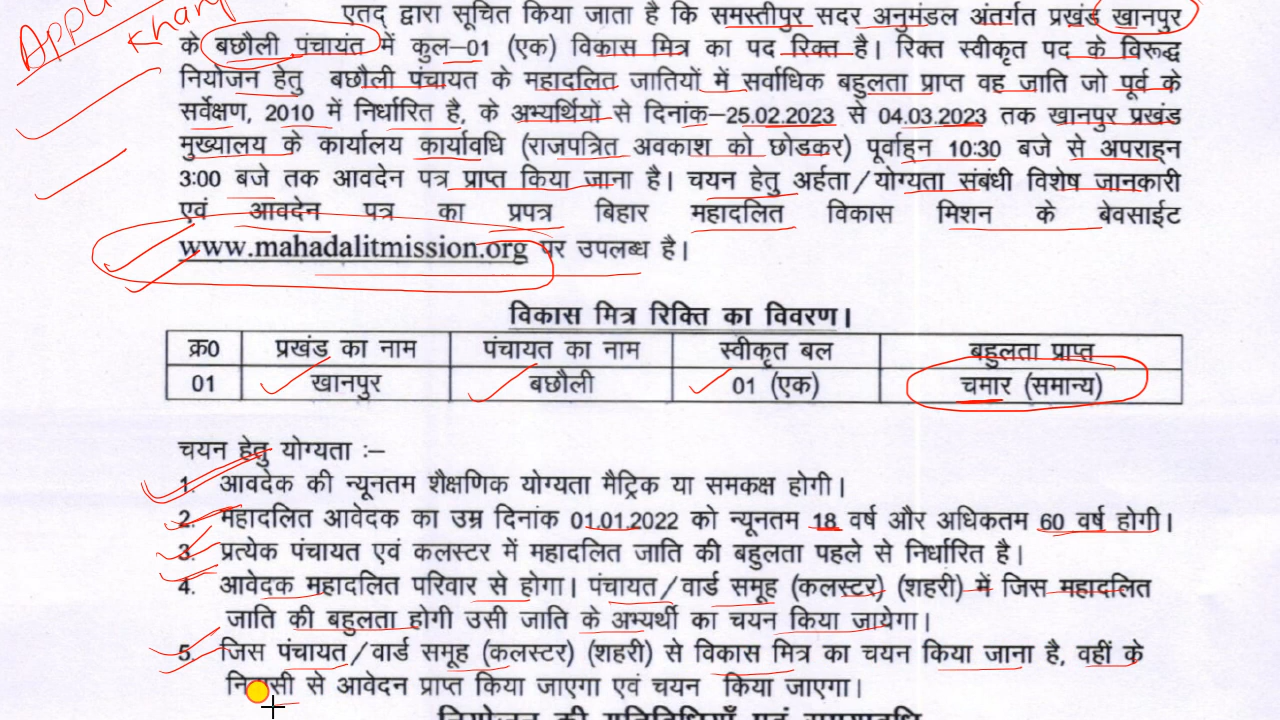 एतद् द्वारा सूचित किया जाता है कि समस्तीपुर सदर अनुमंडल अंतर्गत प्रखंड खानपुर
के बछौली पंचायत में कुल–01 (एक) विकास मित्र का पद रिक्त है। रिक्त स्वीकृत पद के विरूद्ध
नियोजन हेतु बछौली पंचायत के महादलित जातियों में सर्वाधिक बहुलता प्राप्त वह जाति जो पूर्व के
सर्वेक्षण, 2010 में निर्धारित है, के अभ्यर्थियों से दिनांक–25.02.2023 से 04.03.2023 तक खानपुर प्रखंड
मुख्यालय के कार्यालय कार्यावधि (राजपत्रित अवकाश को छोडकर) पूर्वाहन 10:30 बजे से अपराहन
3:00 बजे तक आवदेन पत्र प्राप्त किया जाना है। चयन हेतु अर्हता/योग्यता संबंधी विशेष जानकारी
एवं आवदेन पत्र का प्रपत्र बिहार महादलित विकास मिशन के बेवसाईट
www.mahadalitmission.org पर उपलब्ध है।
विकास मित्र रिक्ति का विवरण।
क्र0 प्रखंड का नाम पंचायत का नाम स्वीकृत बल बहुलता प्राप्त
01 खानपुर बछौली 01 (एक) चमार (समान्य)
चयन हेतु योग्यता :–
1. आवदेक की न्यूनतम शैक्षणिक योग्यता मैट्रिक या समकक्ष होगी।
2. महादलित आवेदक का उम्र दिनांक 01.01.2022 को न्यूनतम 18 वर्ष और अधिकतम 60 वर्ष होगी।
3. प्रत्येक पंचायत एवं कलस्टर में महादलित जाति की बहुलता पहले से निर्धारित है।
4. आवेदक महादलित परिवार से होगा। पंचायत/वार्ड समूह (कलस्टर) (शहरी) में जिस महादलित
जाति की बहुलता होगी उसी जाति के अभ्यर्थी का चयन किया जायेगा।
5. जिस पंचायत/वार्ड समूह (कलस्टर) (शहरी) से विकास मित्र का चयन किया जाना है, वहीं के
से आवेदन प्राप्त किया जाएगा एवं चयन किया जाएगा।